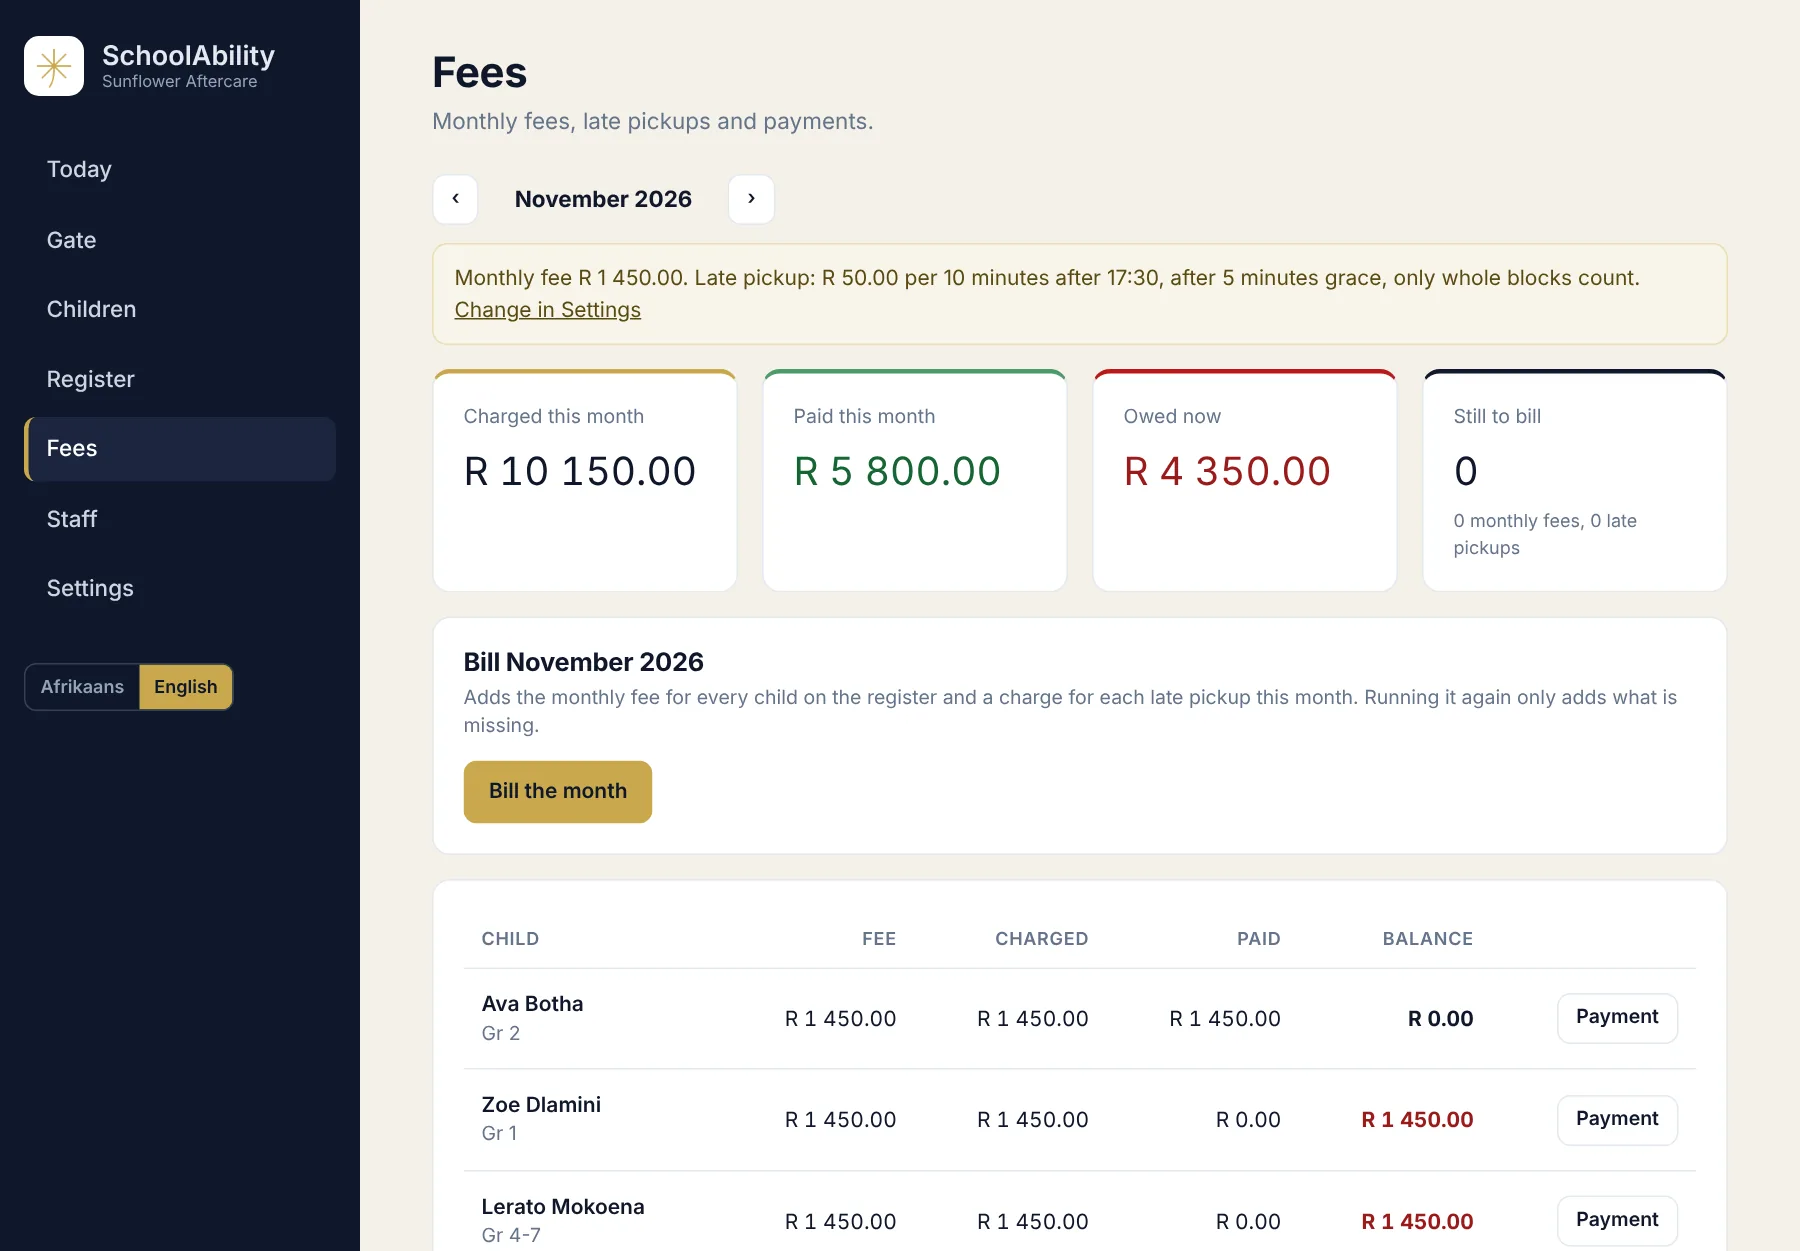 SchoolAbility
Sunflower Aftercare
Today
Gate
Children
Register
Fees
Staff
Settings
Afrikaans English
Fees
Monthly fees, late pickups and payments.
‹ November 2026 ›
Monthly fee R 1 450.00. Late pickup: R 50.00 per 10 minutes after 17:30, after 5 minutes grace, only whole blocks count.
Change in Settings
Charged this month
R 10 150.00
Paid this month
R 5 800.00
Owed now
R 4 350.00
Still to bill
0
0 monthly fees, 0 late
pickups
Bill November 2026
Adds the monthly fee for every child on the register and a charge for each late pickup this month. Running it again only adds what is
missing.
Bill the month
CHILD FEE CHARGED PAID BALANCE
Ava Botha
Gr 2
R 1 450.00 R 1 450.00 R 1 450.00 R 0.00 Payment
Zoe Dlamini
Gr 1
R 1 450.00 R 1 450.00 R 0.00 R 1 450.00 Payment
Lerato Mokoena
Gr 4-7
R 1 450.00 R 1 450.00 R 0.00 R 1 450.00 Payment